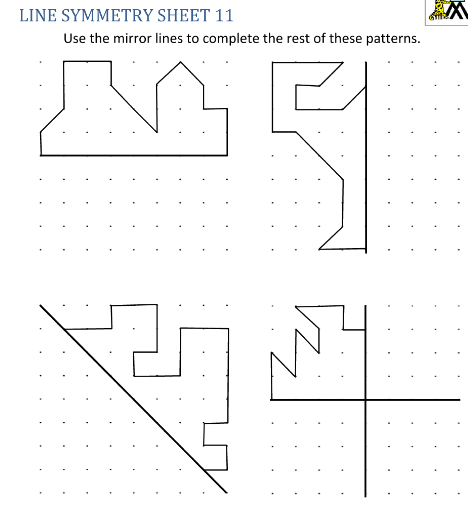 LINE SYMMETRY SHEET 11
Use the mirror lines to complete the rest of these patterns.